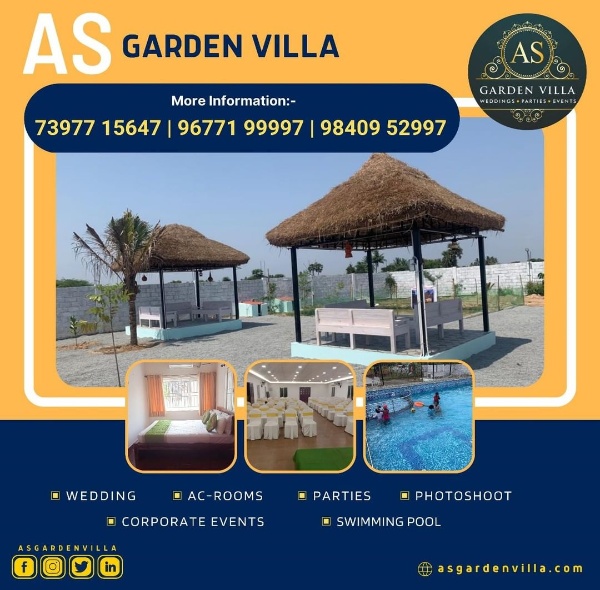 AS GARDEN VILLA
AS
GARDEN VILLA
WEDDINGS • PARTIES • EVENTS
More Information:-
73977 15647 | 96771 99997 | 98409 52997
WEDDING AC-ROOMS PARTIES PHOTOSHOOT
CORPORATE EVENTS SWIMMING POOL
ASGARDENVILLA
asgardenvilla.com